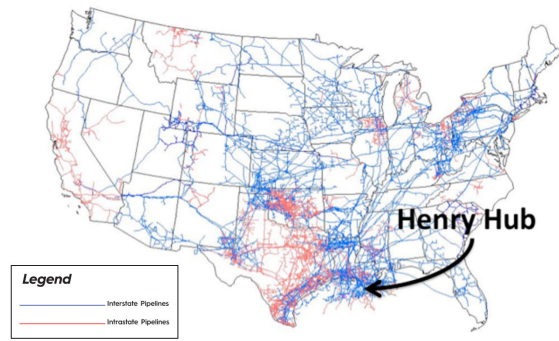 Henry Hub
Legend
Interstate Pipelines
Intrastate Pipelines